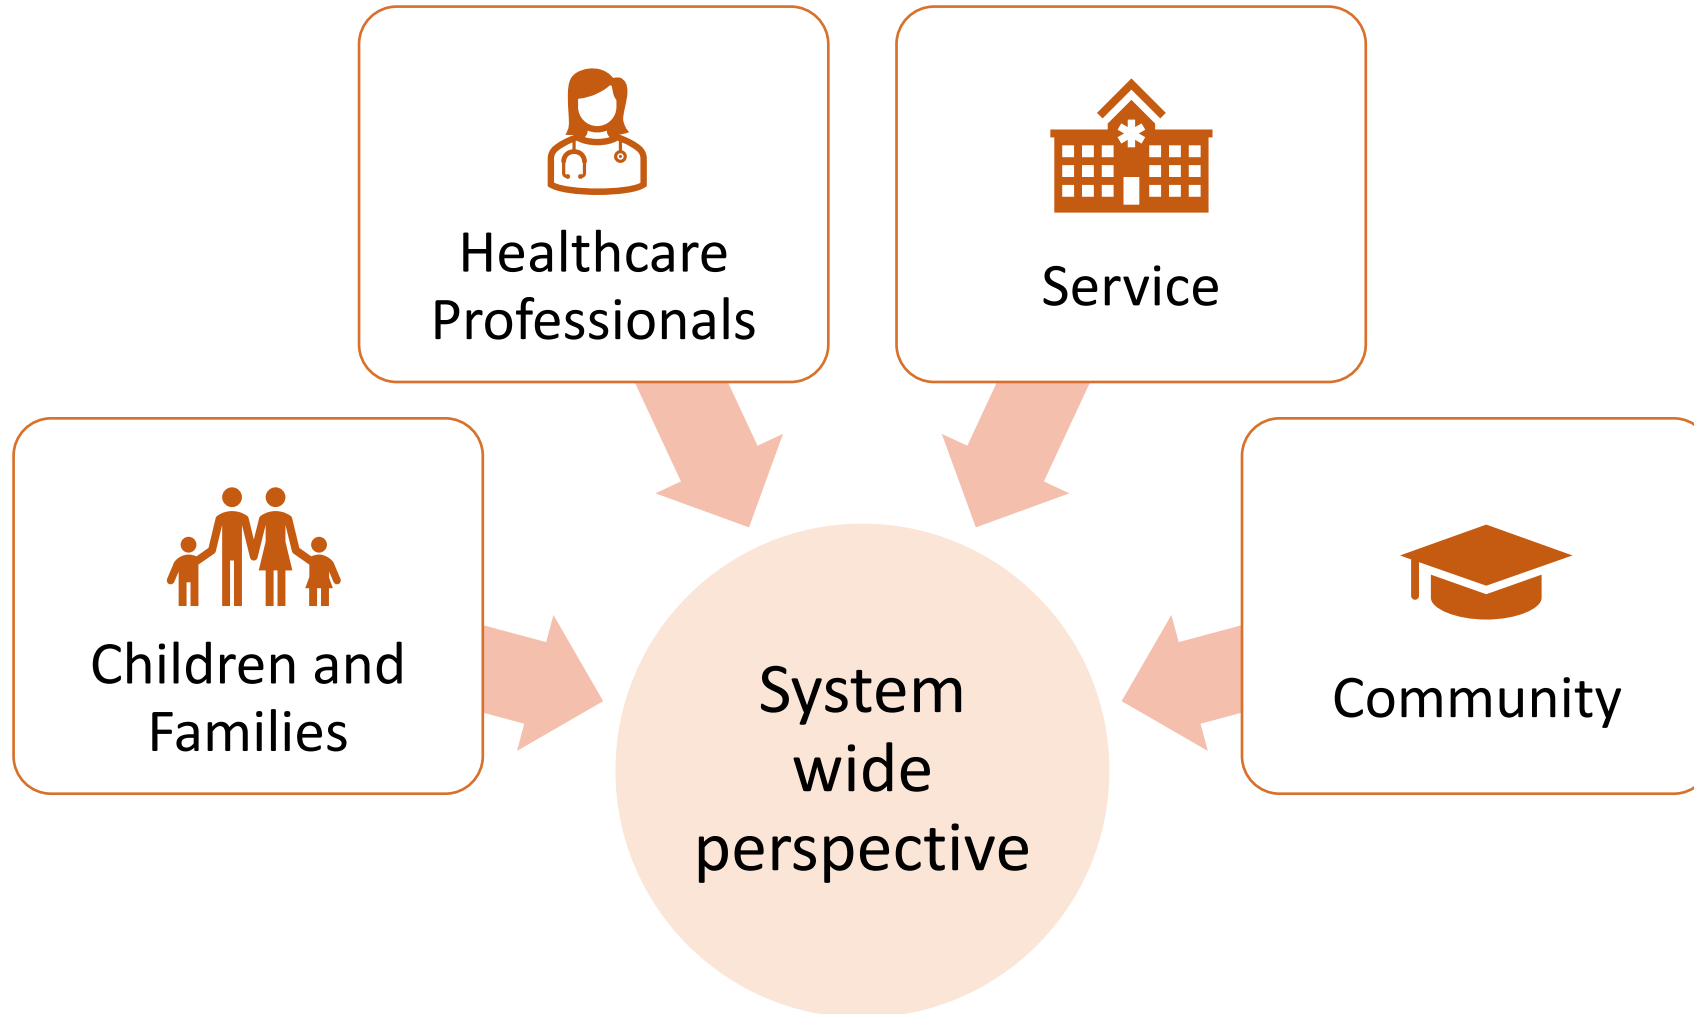 Healthcare
Professionals
Service
Children and
Families
Community
System
wide
perspective